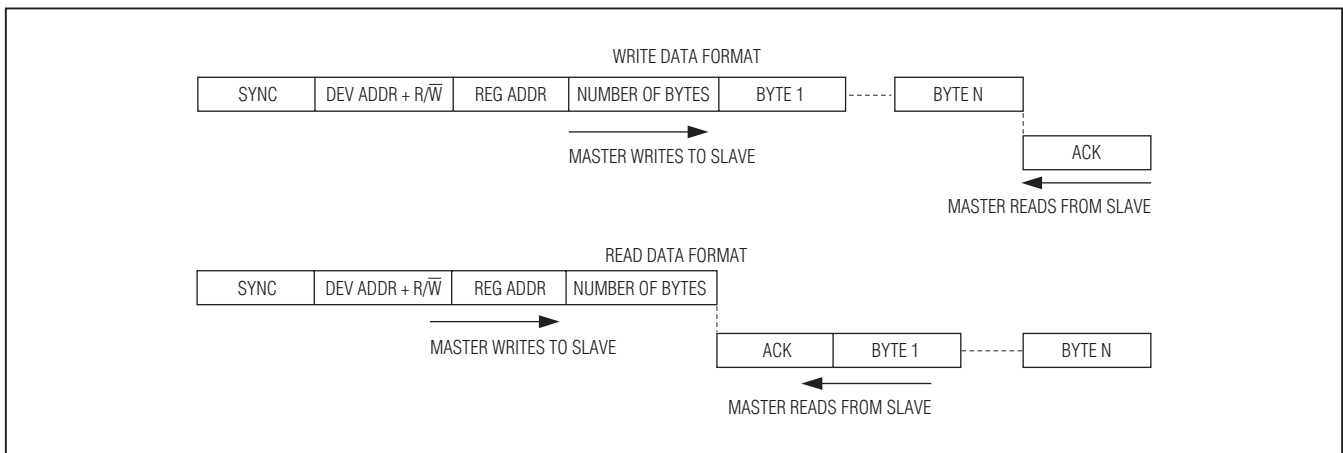 WRITE DATA FORMAT
SYNC DEV ADDR + R/W̅ REG ADDR NUMBER OF BYTES BYTE 1 BYTE N
MASTER WRITES TO SLAVE
ACK
MASTER READS FROM SLAVE
READ DATA FORMAT
SYNC DEV ADDR + R/W̅ REG ADDR NUMBER OF BYTES
MASTER WRITES TO SLAVE
ACK BYTE 1 BYTE N
MASTER READS FROM SLAVE